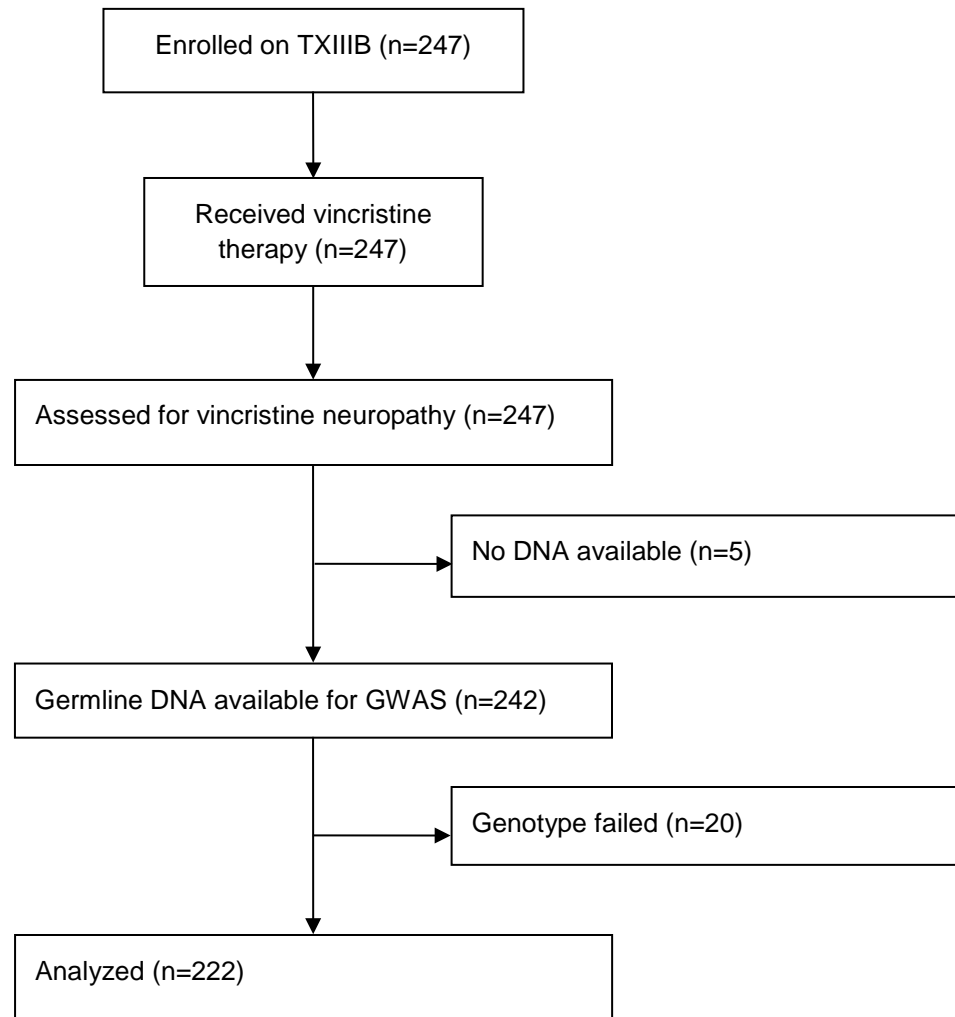 Enrolled on TXIIIB (n=247)
Received vincristine
therapy (n=247)
Assessed for vincristine neuropathy (n=247)
No DNA available (n=5)
Germline DNA available for GWAS (n=242)
Genotype failed (n=20)
Analyzed (n=222)